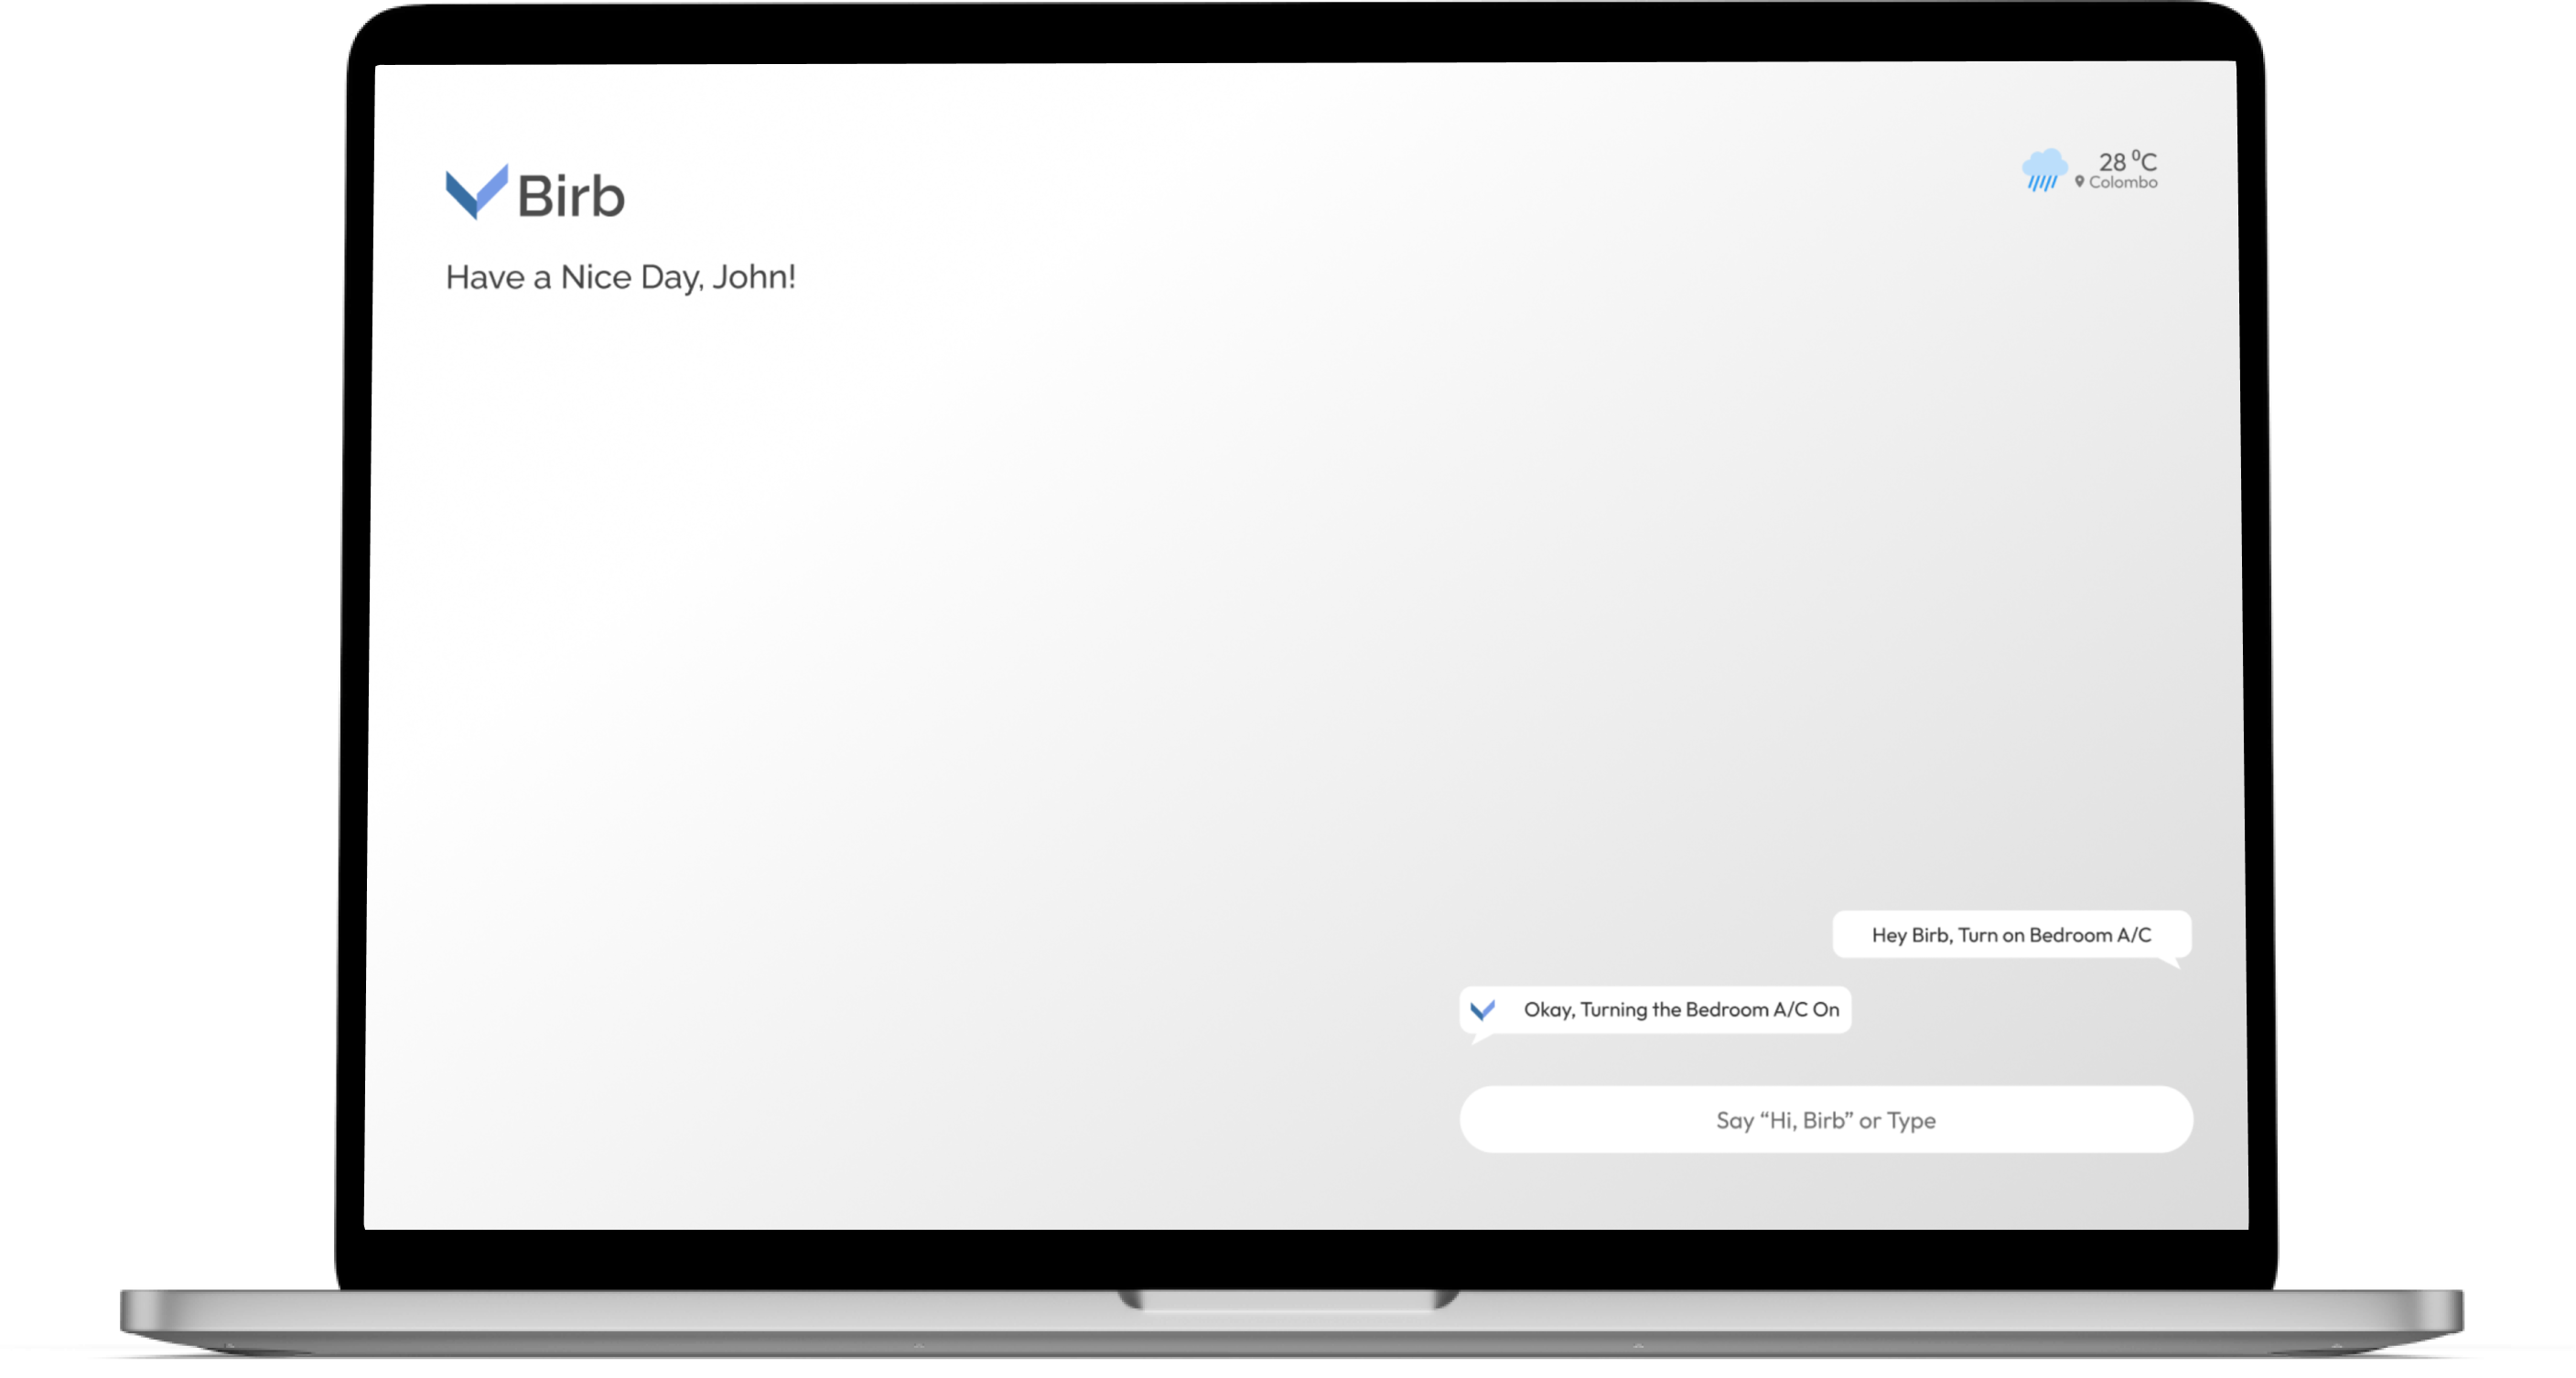 Birb
Have a Nice Day, John!
28 ⁰C
Colombo
Hey Birb, Turn on Bedroom A/C
Okay, Turning the Bedroom A/C On
Say “Hi, Birb” or Type